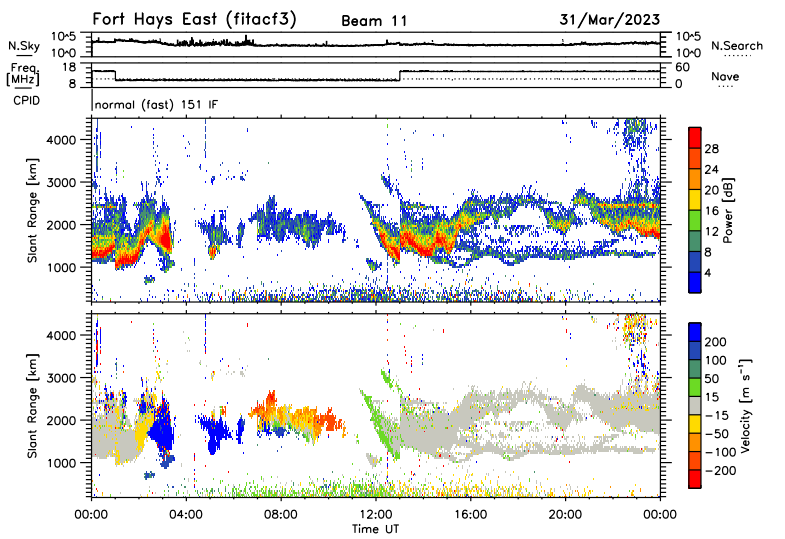 Fort Hays East (fitacf3) Beam 11 31/Mar/2023
N.Sky 10^5 10^0 10^5 10^0 N.Search
Freq. [MHz] 18 8 60 0 Nave
CPID normal (fast) 151 IF
Slant Range [km] 4000 3000 2000 1000
Power [dB] 28 24 20 16 12 8 4
Slant Range [km] 4000 3000 2000 1000
Velocity [m s⁻¹] 200 100 50 15 −15 −50 −100 −200
00:00 04:00 08:00 12:00 16:00 20:00 00:00
Time UT